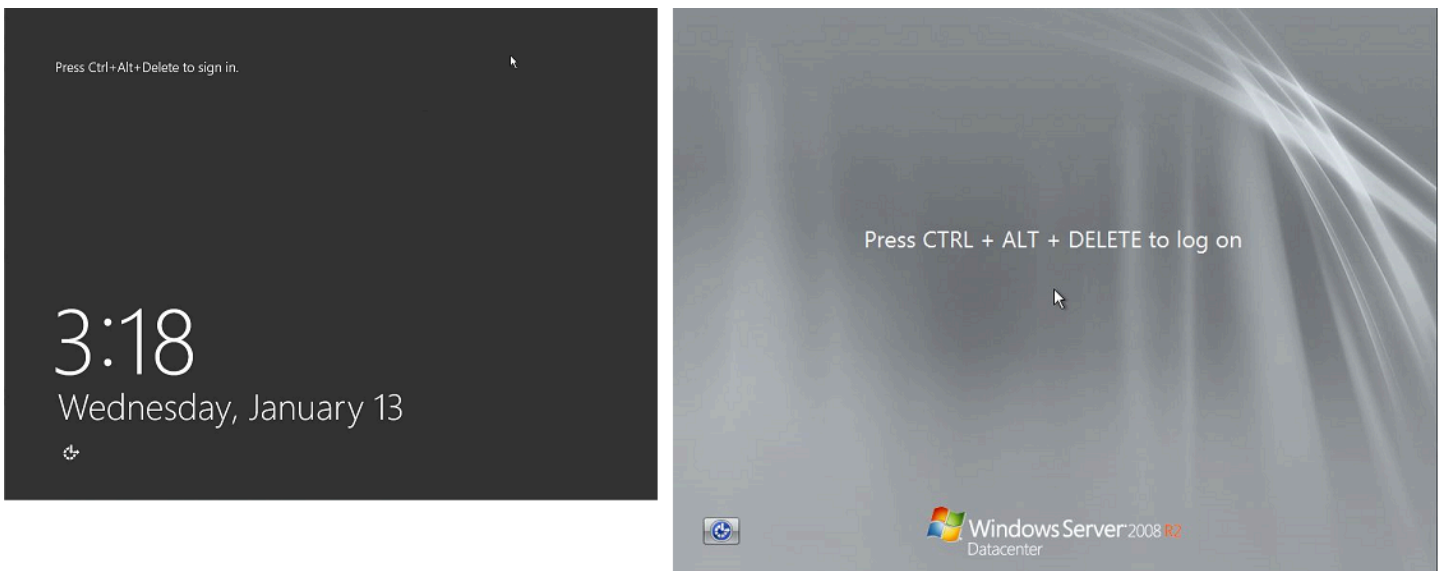 Press Ctrl+Alt+Delete to sign in.
3:18
Wednesday, January 13
Press CTRL + ALT + DELETE to log on
Windows Server 2008 R2
Datacenter